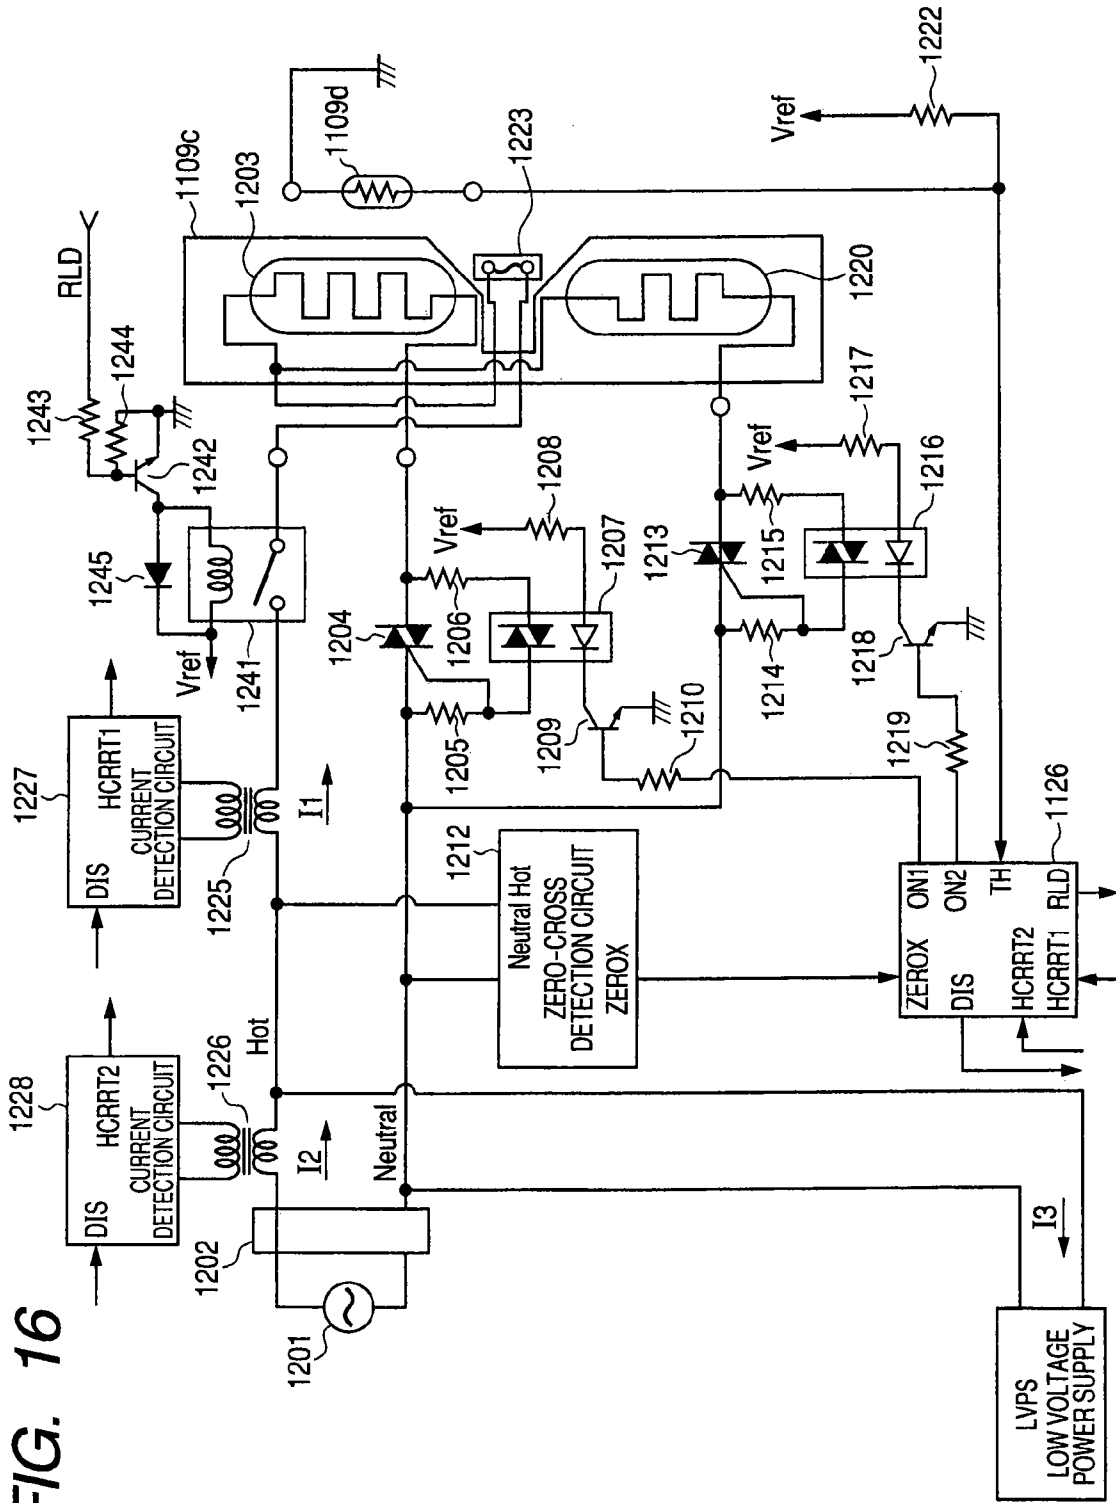 FIG. 16
1228
DIS
HCRRT2
CURRENT
DETECTION CIRCUIT
1226
1227
DIS
HCRRT1
CURRENT
DETECTION CIRCUIT
1225
1202
1201
I2
Hot
I1
Neutral
Vref
1241
1245
1242
1243
1244
RLD
1109c
1203
1109d
1223
1220
1204
1205
1206
Vref
1208
1207
1209
1210
1212
Neutral Hot
ZERO-CROSS
DETECTION CIRCUIT
ZEROX
1213
1214
1215
Vref
1217
1216
1218
1219
Vref
1222
1126
ZEROX
ON1
ON2
TH
DIS
HCRRT2
HCRRT1
RLD
I3
LVPS
LOW VOLTAGE
POWER SUPPLY